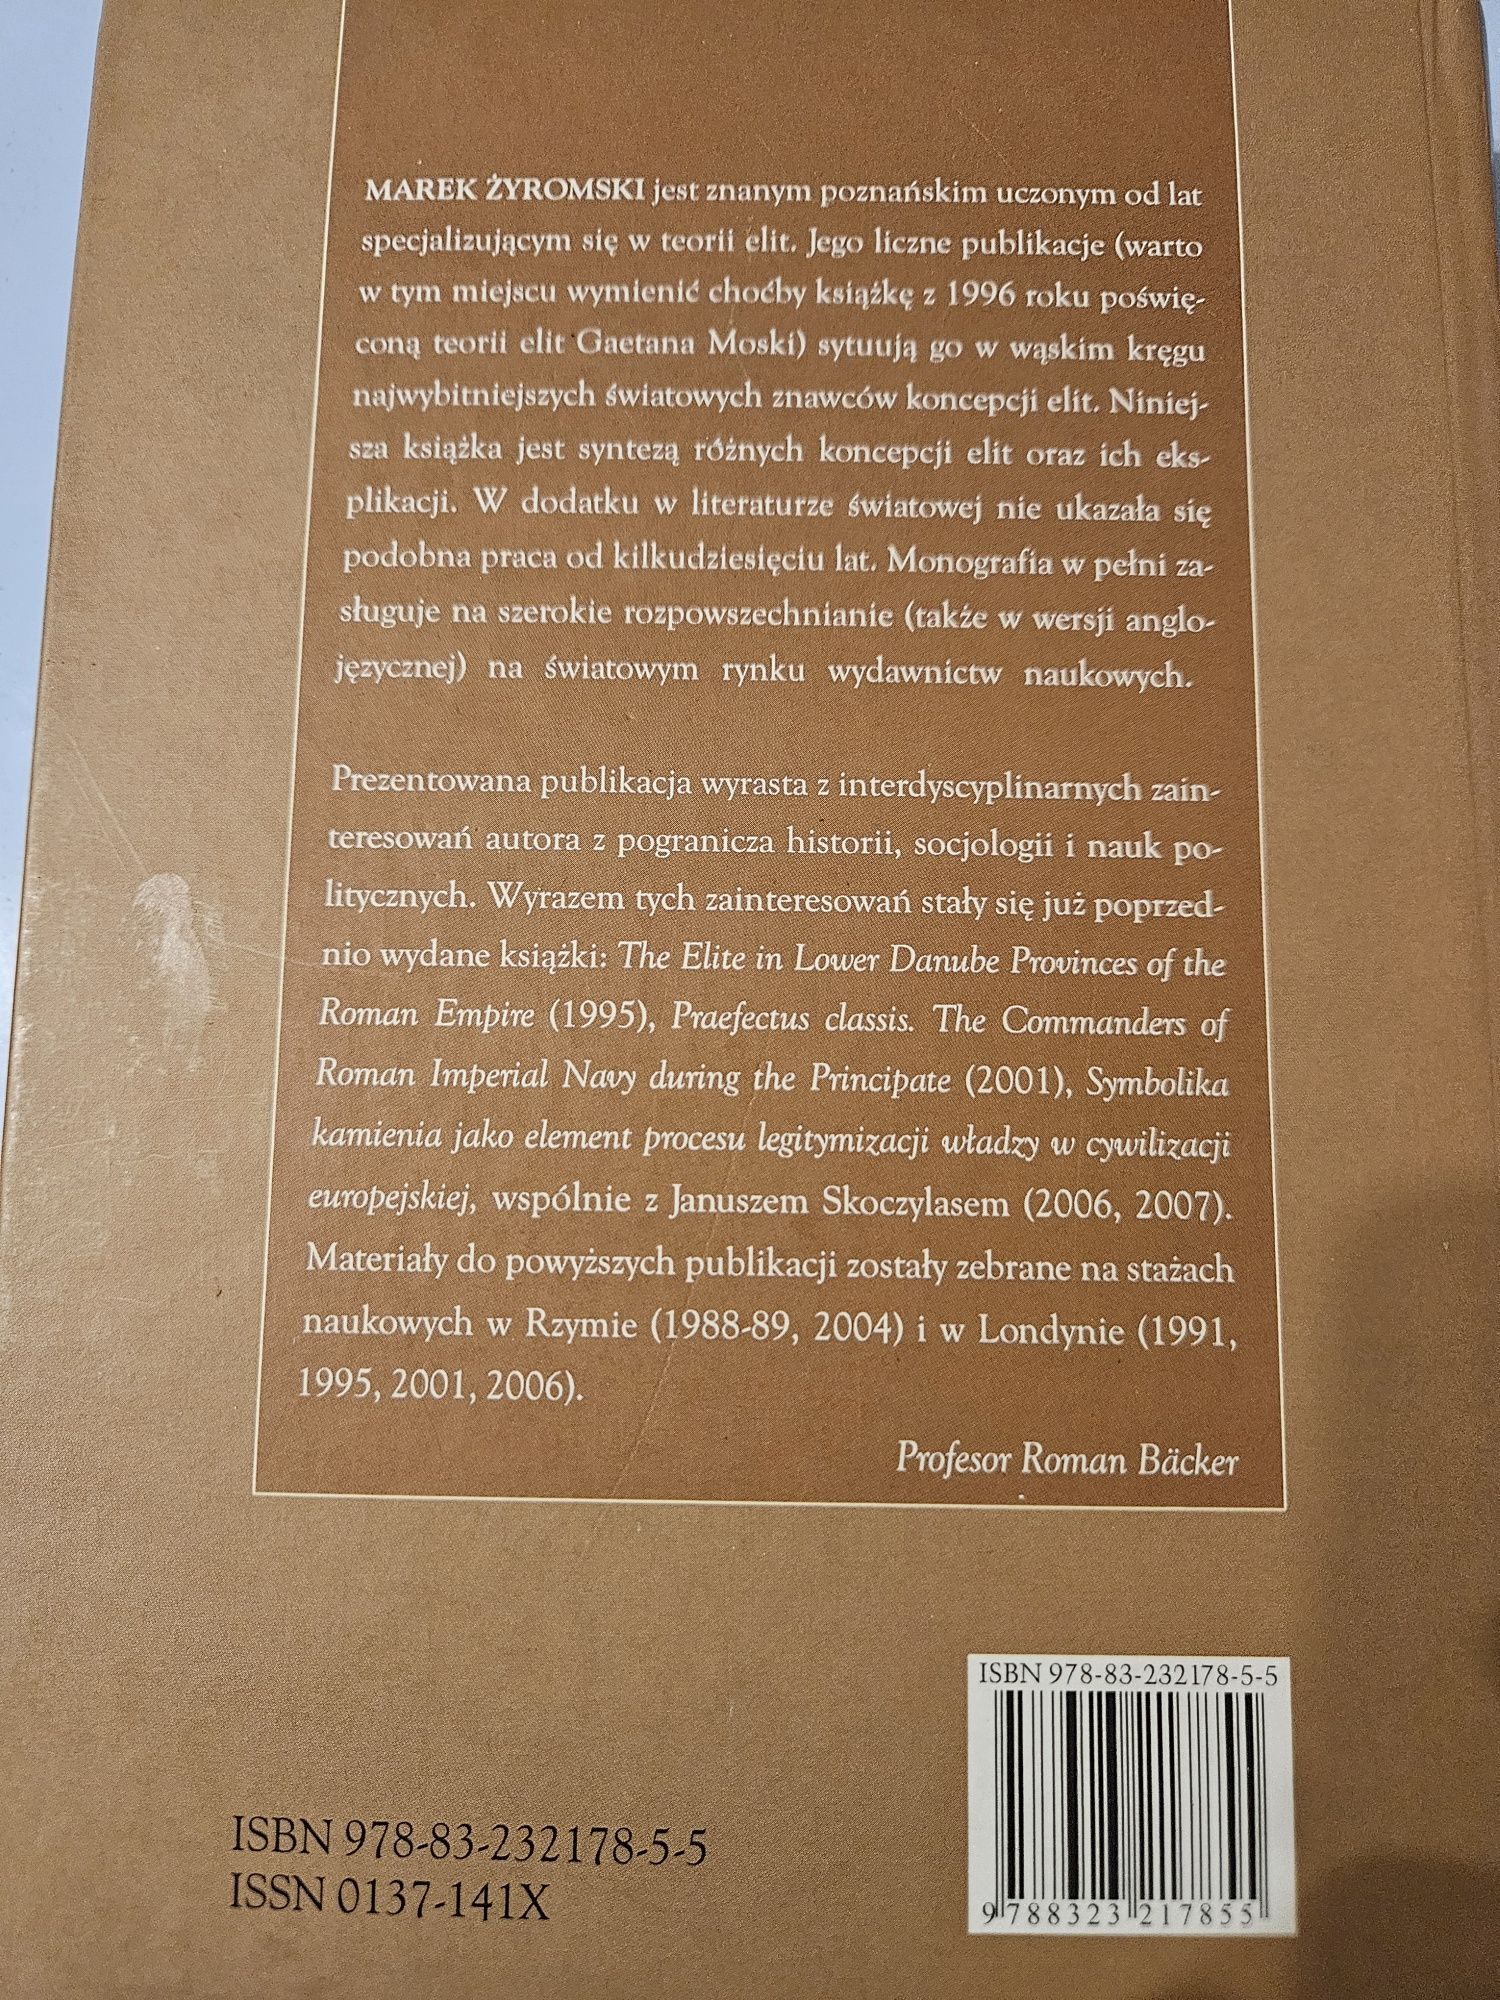 MAREK ŻYROMSKI jest znanym poznańskim uczonym od lat
specjalizującym się w teorii elit. Jego liczne publikacje (warto
w tym miejscu wymienić choćby książkę z 1996 roku poświę-
coną teorii elit Gaetana Moski) sytuują go w wąskim kręgu
najwybitniejszych światowych znawców koncepcji elit. Niniej-
sza książka jest syntezą różnych koncepcji elit oraz ich eks-
plikacji. W dodatku w literaturze światowej nie ukazała się
podobna praca od kilkudziesięciu lat. Monografia w pełni za-
sługuje na szerokie rozpowszechnianie (także w wersji anglo-
języcznej) na światowym rynku wydawnictw naukowych.
Prezentowana publikacja wyrasta z interdyscyplinarnych zain-
teresowań autora z pogranicza historii, socjologii i nauk po-
litycznych. Wyrazem tych zainteresowań stały się już poprzed-
nio wydane książki: The Elite in Lower Danube Provinces of the
Roman Empire (1995), Praefectus classis. The Commanders of
Roman Imperial Navy during the Principate (2001), Symbolika
kamienia jako element procesu legitymizacji władzy w cywilizacji
europejskiej, wspólnie z Januszem Skoczylasem (2006, 2007).
Materiały do powyższych publikacji zostały zebrane na stażach
naukowych w Rzymie (1988-89, 2004) i w Londynie (1991,
1995, 2001, 2006).
Profesor Roman Bäcker
ISBN 978-83-232178-5-5
9 788323 217855
ISBN 978-83-232178-5-5
ISSN 0137-141X